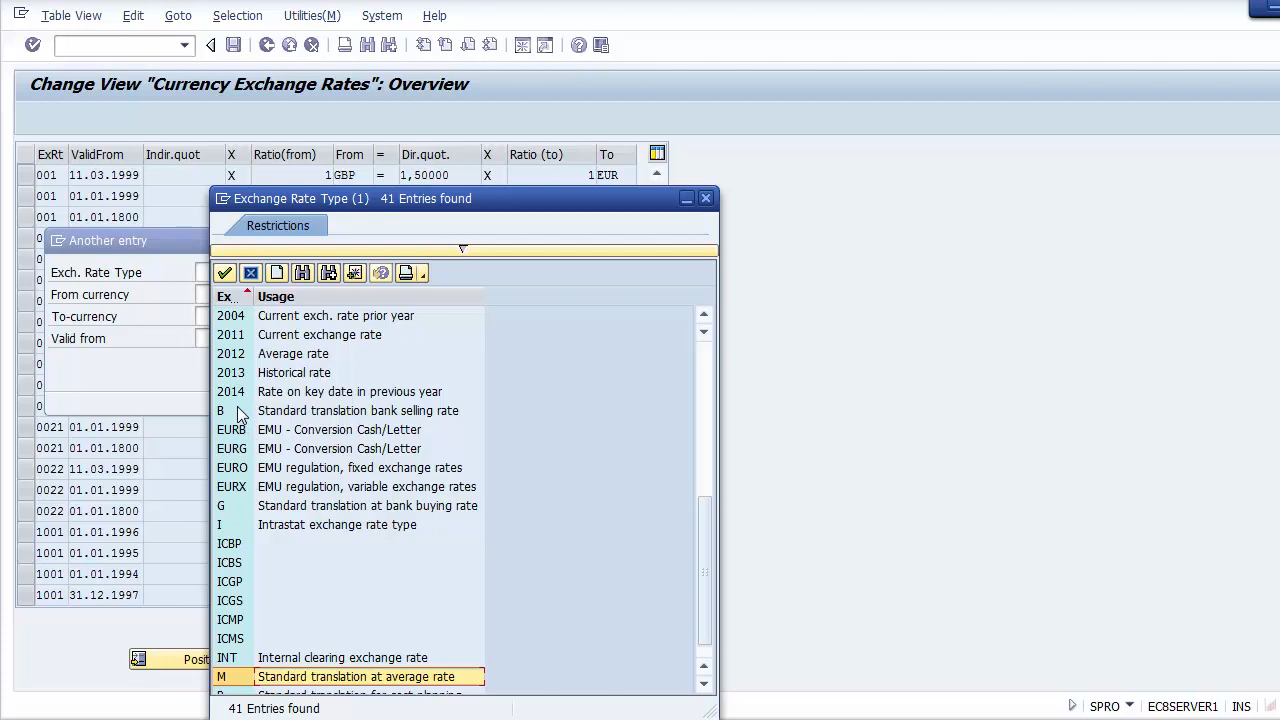 Table View Edit Goto Selection Utilities(M) System Help
Change View "Currency Exchange Rates": Overview
ExRt ValidFrom Indir.quot X Ratio(from) From = Dir.quot. X Ratio (to) To
001 11.03.1999 X 1 GBP = 1,50000 X 1 EUR
001 01.01.1999
001 01.01.1800
Another entry
Exch. Rate Type
From currency
To-currency
Valid from
0021 01.01.1999
0021 01.01.1800
0022 11.03.1999
0022 01.01.1999
0022 01.01.1800
1001 01.01.1996
1001 01.01.1995
1001 01.01.1994
1001 31.12.1997
Exchange Rate Type (1) 41 Entries found
Restrictions
Ex.. Usage
2004 Current exch. rate prior year
2011 Current exchange rate
2012 Average rate
2013 Historical rate
2014 Rate on key date in previous year
B Standard translation bank selling rate
EURB EMU - Conversion Cash/Letter
EURG EMU - Conversion Cash/Letter
EURO EMU regulation, fixed exchange rates
EURX EMU regulation, variable exchange rates
G Standard translation at bank buying rate
I Intrastat exchange rate type
ICBP
ICBS
ICGP
ICGS
ICMP
ICMS
INT Internal clearing exchange rate
M Standard translation at average rate
41 Entries found
SPRO EC8SERVER1 INS